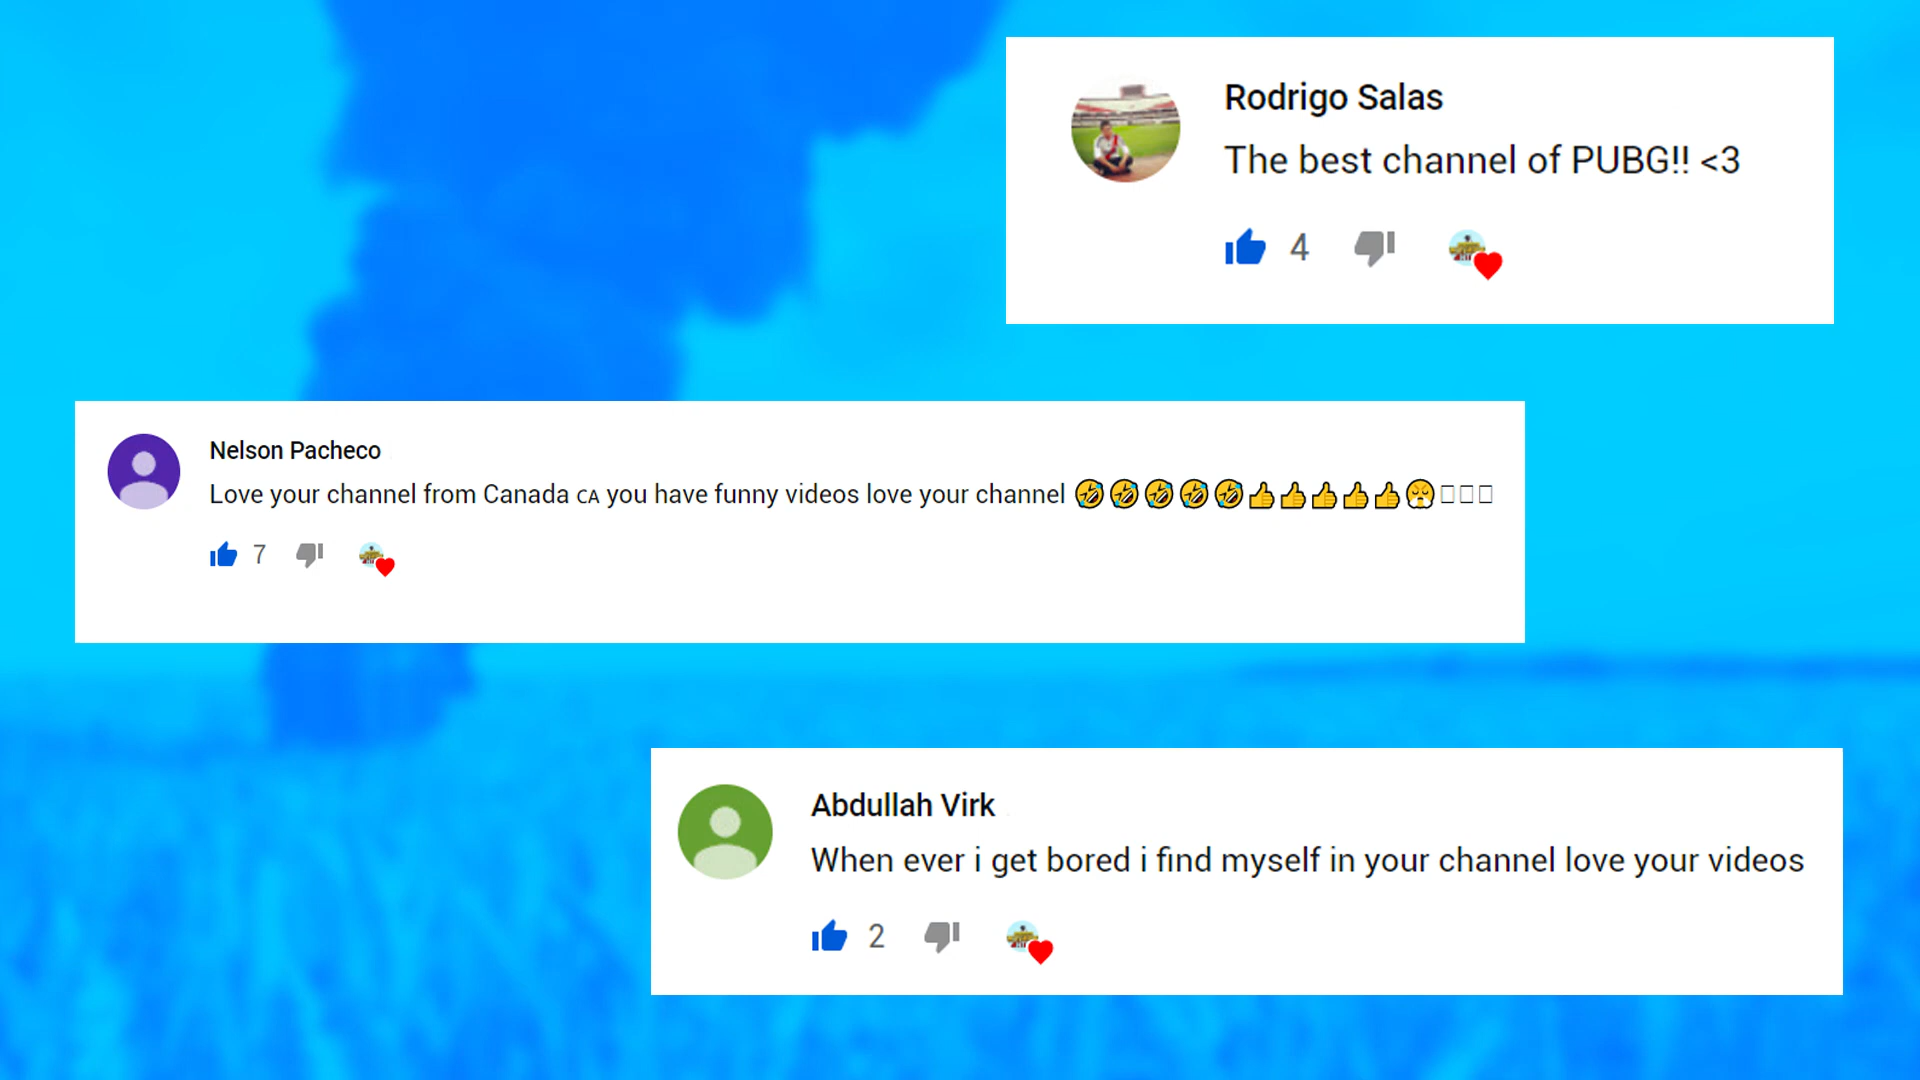 Rodrigo Salas
The best channel of PUBG!! <3
4
Nelson Pacheco
Love your channel from Canada CA you have funny videos love your channel 🤣🤣🤣🤣🤣👍👍👍👍👍😤□□□
7
Abdullah Virk
When ever i get bored i find myself in your channel love your videos
2